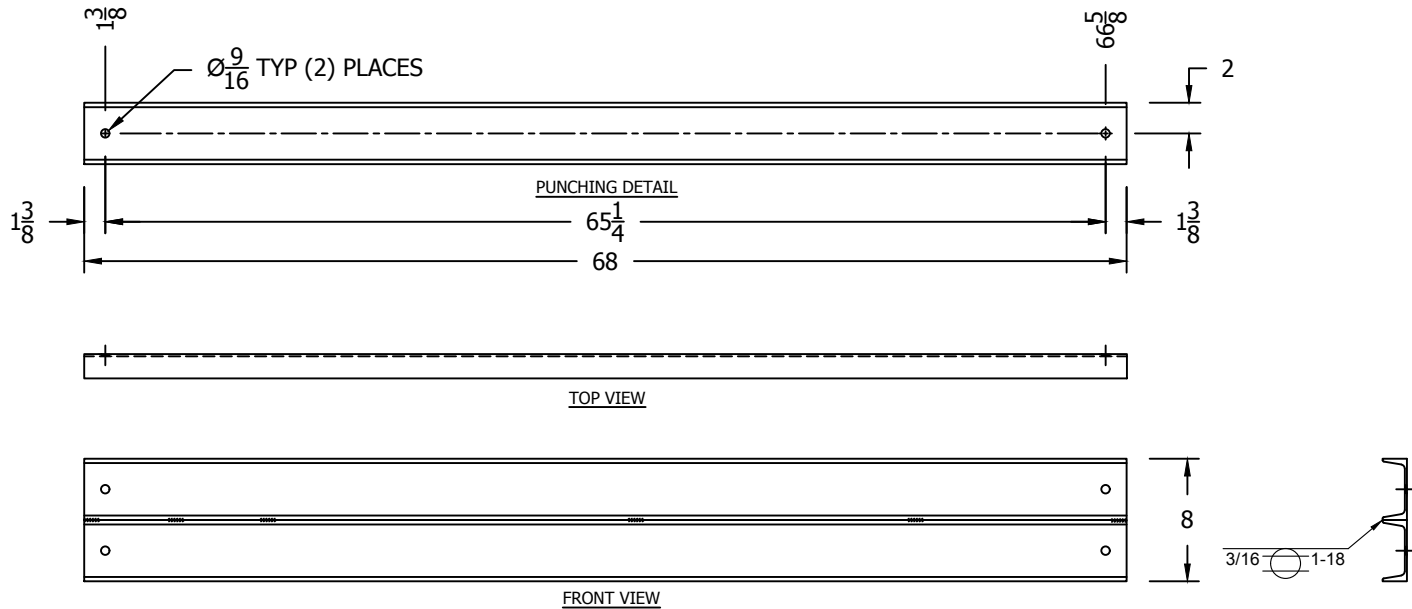 1 3/8
66 5/8
Ø 9/16 TYP (2) PLACES
2
PUNCHING DETAIL
1 3/8
65 1/4
1 3/8
68
TOP VIEW
8
3/16 1-18
FRONT VIEW